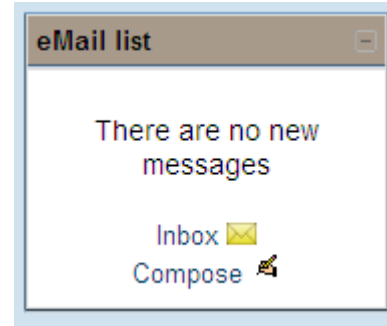 eMail list
There are no new
messages
Inbox
Compose